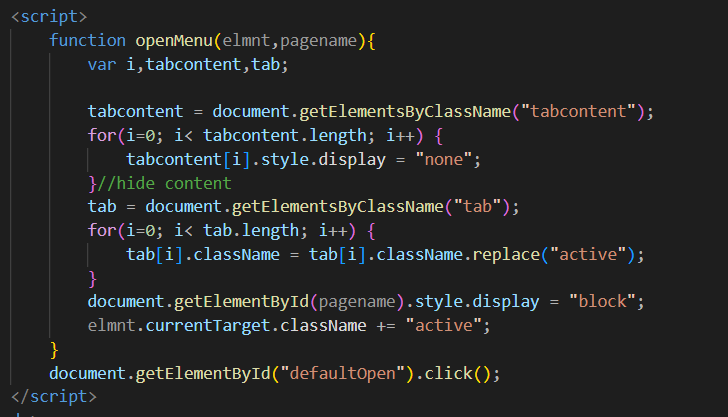 <script>
function openMenu(elmnt,pagename){
var i,tabcontent,tab;
tabcontent = document.getElementsByClassName("tabcontent");
for(i=0; i< tabcontent.length; i++) {
tabcontent[i].style.display = "none";
}//hide content
tab = document.getElementsByClassName("tab");
for(i=0; i< tab.length; i++) {
tab[i].className = tab[i].className.replace("active");
}
document.getElementById(pagename).style.display = "block";
elmnt.currentTarget.className += "active";
}
document.getElementById("defaultOpen").click();
</script>